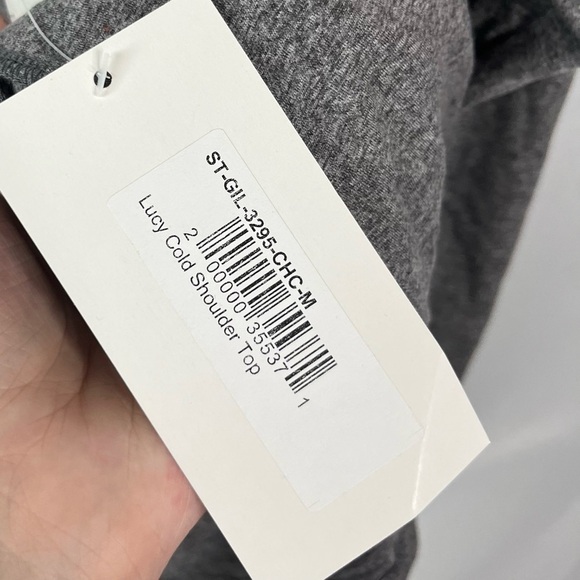 ST-GIL-3295-CHC-M
2 00000 35537 1
Lucy Cold Shoulder Top